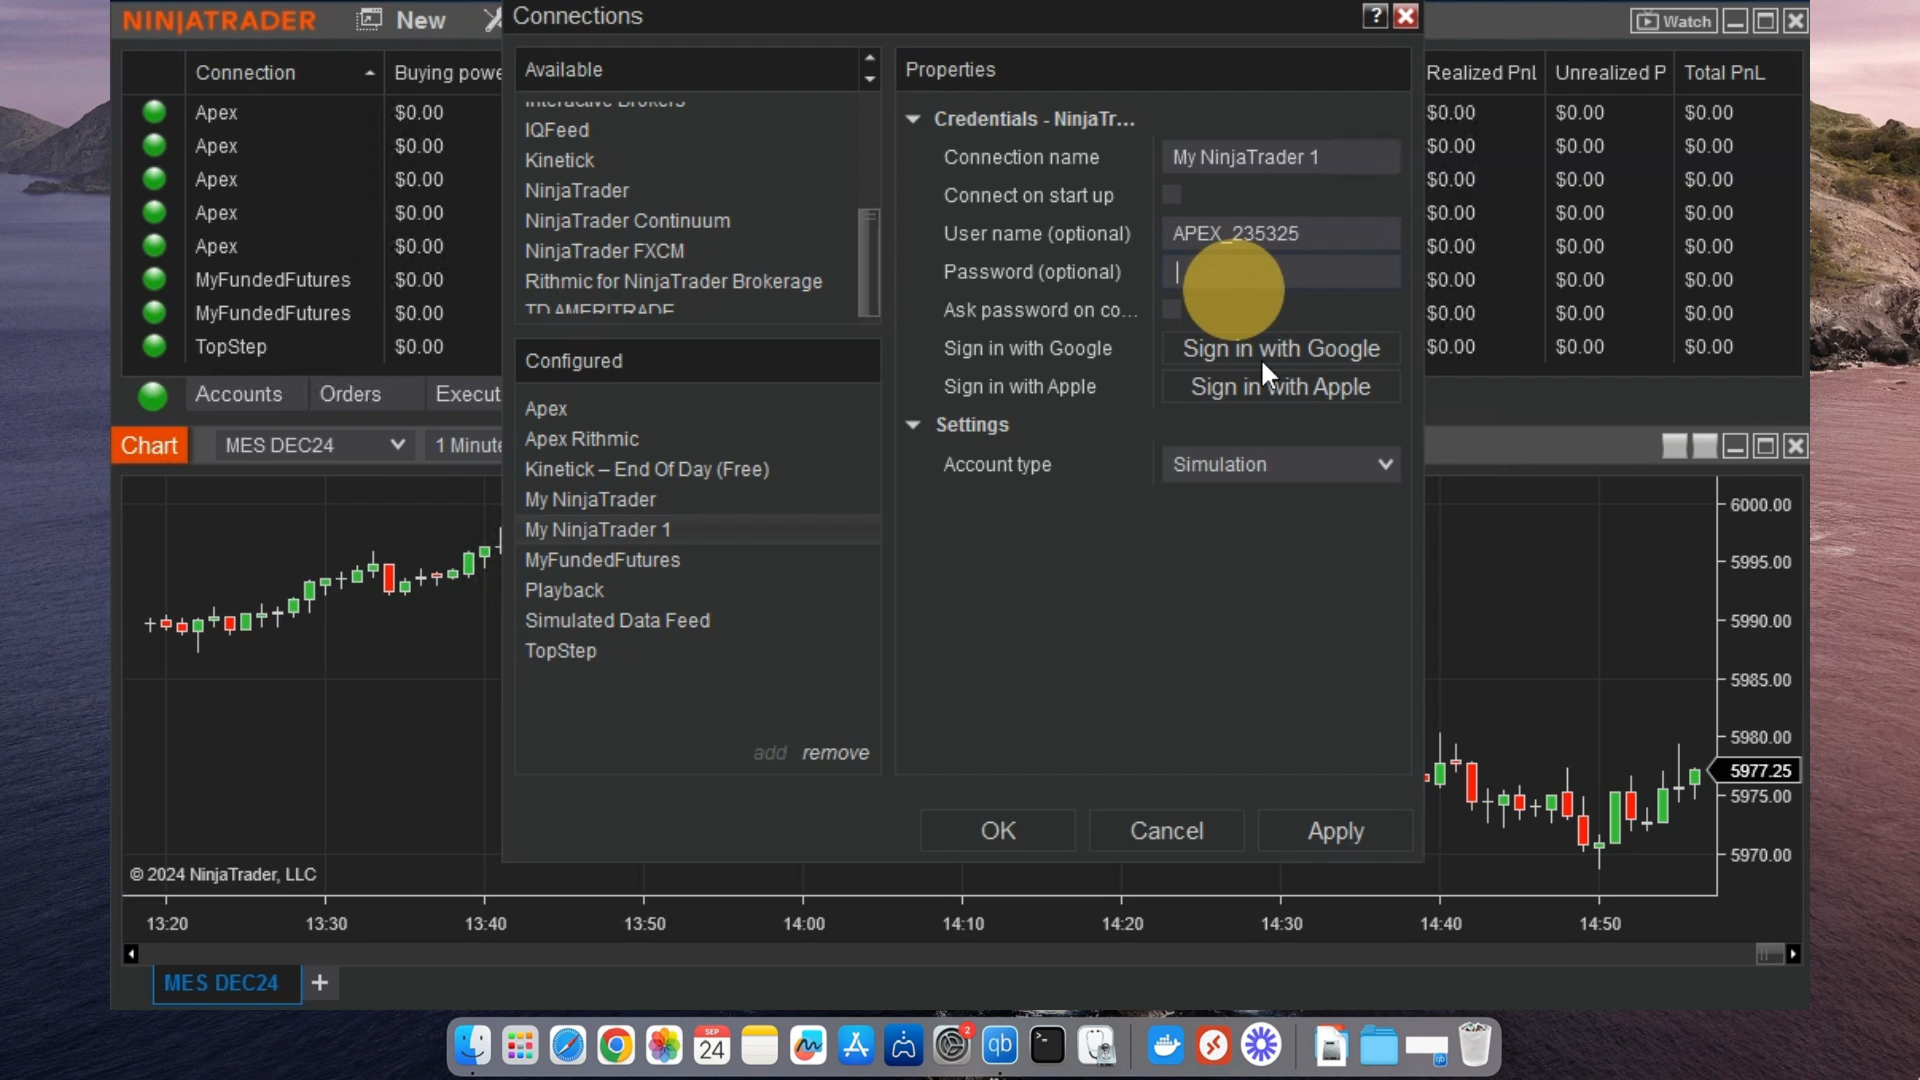 NINJATRADER New Connections ? Watch
Connection Buying powe Available Properties Realized Pnl Unrealized P Total PnL
Interactive Brokers
Apex $0.00 $0.00 $0.00 $0.00
Apex $0.00 $0.00 $0.00 $0.00
Apex $0.00 $0.00 $0.00 $0.00
Apex $0.00 $0.00 $0.00 $0.00
Apex $0.00 $0.00 $0.00 $0.00
MyFundedFutures $0.00 $0.00 $0.00 $0.00
MyFundedFutures $0.00 $0.00 $0.00 $0.00
TopStep $0.00 $0.00 $0.00 $0.00
Accounts Orders Execut
IQFeed
Kinetick
NinjaTrader
NinjaTrader Continuum
NinjaTrader FXCM
Rithmic for NinjaTrader Brokerage
TD AMERITRADE
Configured
Apex
Apex Rithmic
Kinetick – End Of Day (Free)
My NinjaTrader
My NinjaTrader 1
MyFundedFutures
Playback
Simulated Data Feed
TopStep
add remove
Credentials - NinjaTr...
Connection name My NinjaTrader 1
Connect on start up
User name (optional) APEX_235325
Password (optional)
Ask password on co...
Sign in with Google Sign in with Google
Sign in with Apple Sign in with Apple
Settings
Account type Simulation
OK Cancel Apply
Chart MES DEC24 1 Minute
6000.00
5995.00
5990.00
5985.00
5980.00
5977.25
5975.00
5970.00
© 2024 NinjaTrader, LLC
13:20 13:30 13:40 13:50 14:00 14:10 14:20 14:30 14:40 14:50
MES DEC24 +
SEP
24
2
qb
qb